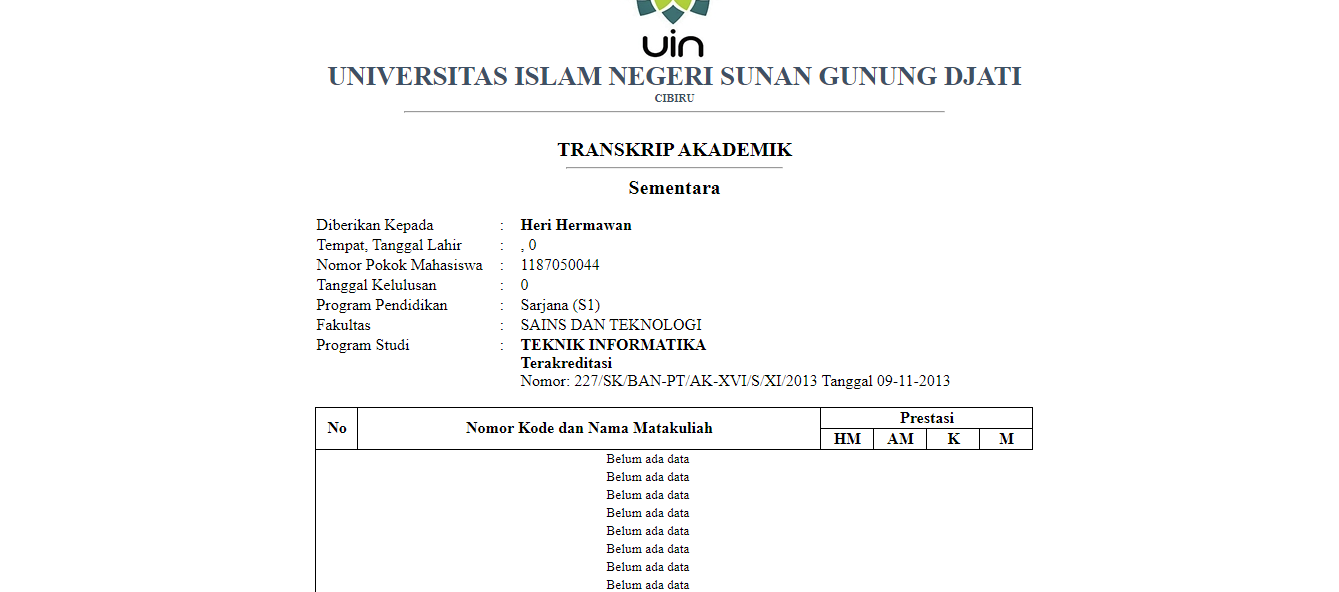 uin
UNIVERSITAS ISLAM NEGERI SUNAN GUNUNG DJATI
CIBIRU
TRANSKRIP AKADEMIK
Sementara
Diberikan Kepada : Heri Hermawan
Tempat, Tanggal Lahir : , 0
Nomor Pokok Mahasiswa : 1187050044
Tanggal Kelulusan : 0
Program Pendidikan : Sarjana (S1)
Fakultas : SAINS DAN TEKNOLOGI
Program Studi : TEKNIK INFORMATIKA
Terakreditasi
Nomor: 227/SK/BAN-PT/AK-XVI/S/XI/2013 Tanggal 09-11-2013
No Nomor Kode dan Nama Matakuliah Prestasi
HM AM K M
Belum ada data
Belum ada data
Belum ada data
Belum ada data
Belum ada data
Belum ada data
Belum ada data
Belum ada data